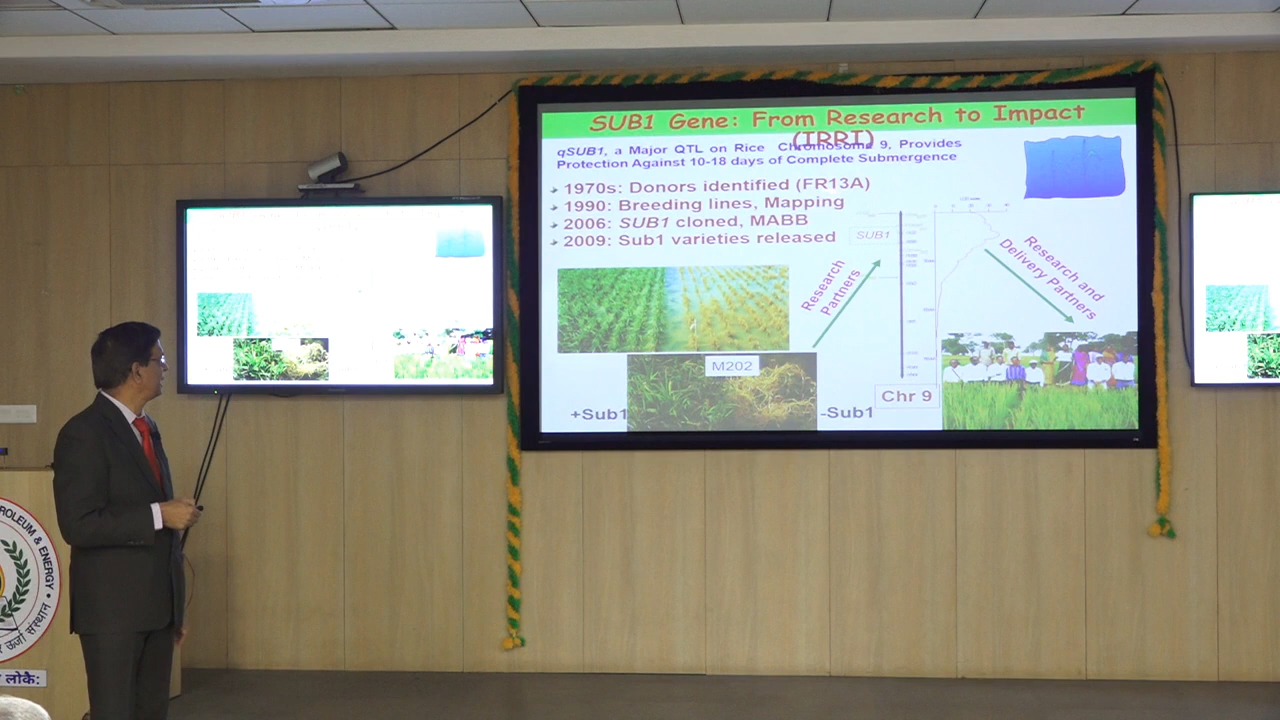 SUB1 Gene: From Research to Impact
(IRRI)
qSUB1, a Major QTL on Rice Chromosome 9, Provides
Protection Against 10-18 days of Complete Submergence
1970s: Donors identified (FR13A)
1990: Breeding lines, Mapping
2006: SUB1 cloned, MABB
2009: Sub1 varieties released
SUB1
Research
Partners
Research and
Delivery Partners
M202
+Sub1
-Sub1
Chr 9
ROLEUM & ENERGY
ऊर्जा संस्थान
लोकै: